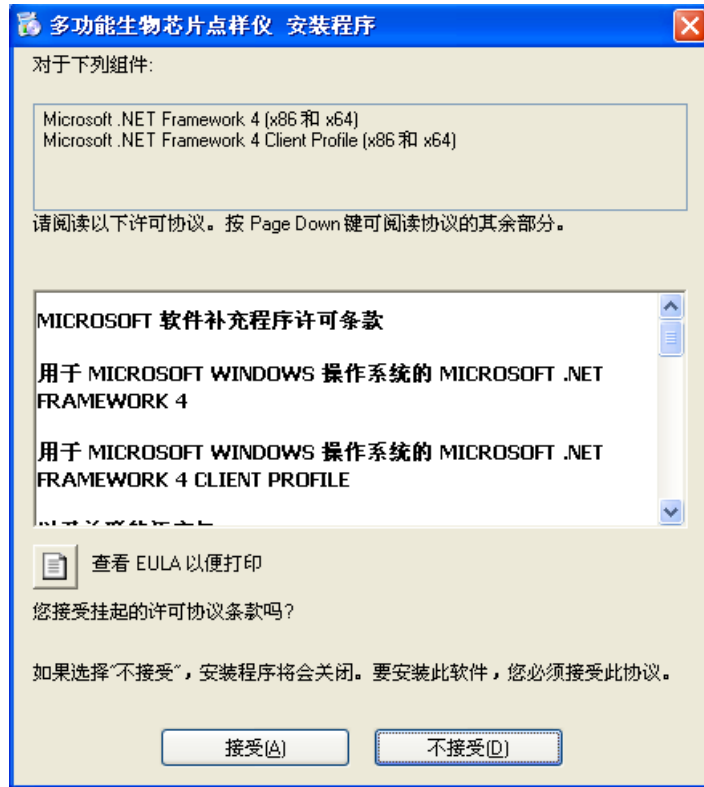 多功能生物芯片点样仪 安装程序
对于下列组件:
Microsoft .NET Framework 4 (x86 和 x64)
Microsoft .NET Framework 4 Client Profile (x86 和 x64)
请阅读以下许可协议。按 Page Down 键可阅读协议的其余部分。
MICROSOFT 软件补充程序许可条款
用于 MICROSOFT WINDOWS 操作系统的 MICROSOFT .NET
FRAMEWORK 4
用于 MICROSOFT WINDOWS 操作系统的 MICROSOFT .NET
FRAMEWORK 4 CLIENT PROFILE
查看 EULA 以便打印
您接受挂起的许可协议条款吗?
如果选择“不接受”，安装程序将会关闭。要安装此软件，您必须接受此协议。
接受(A)
不接受(D)